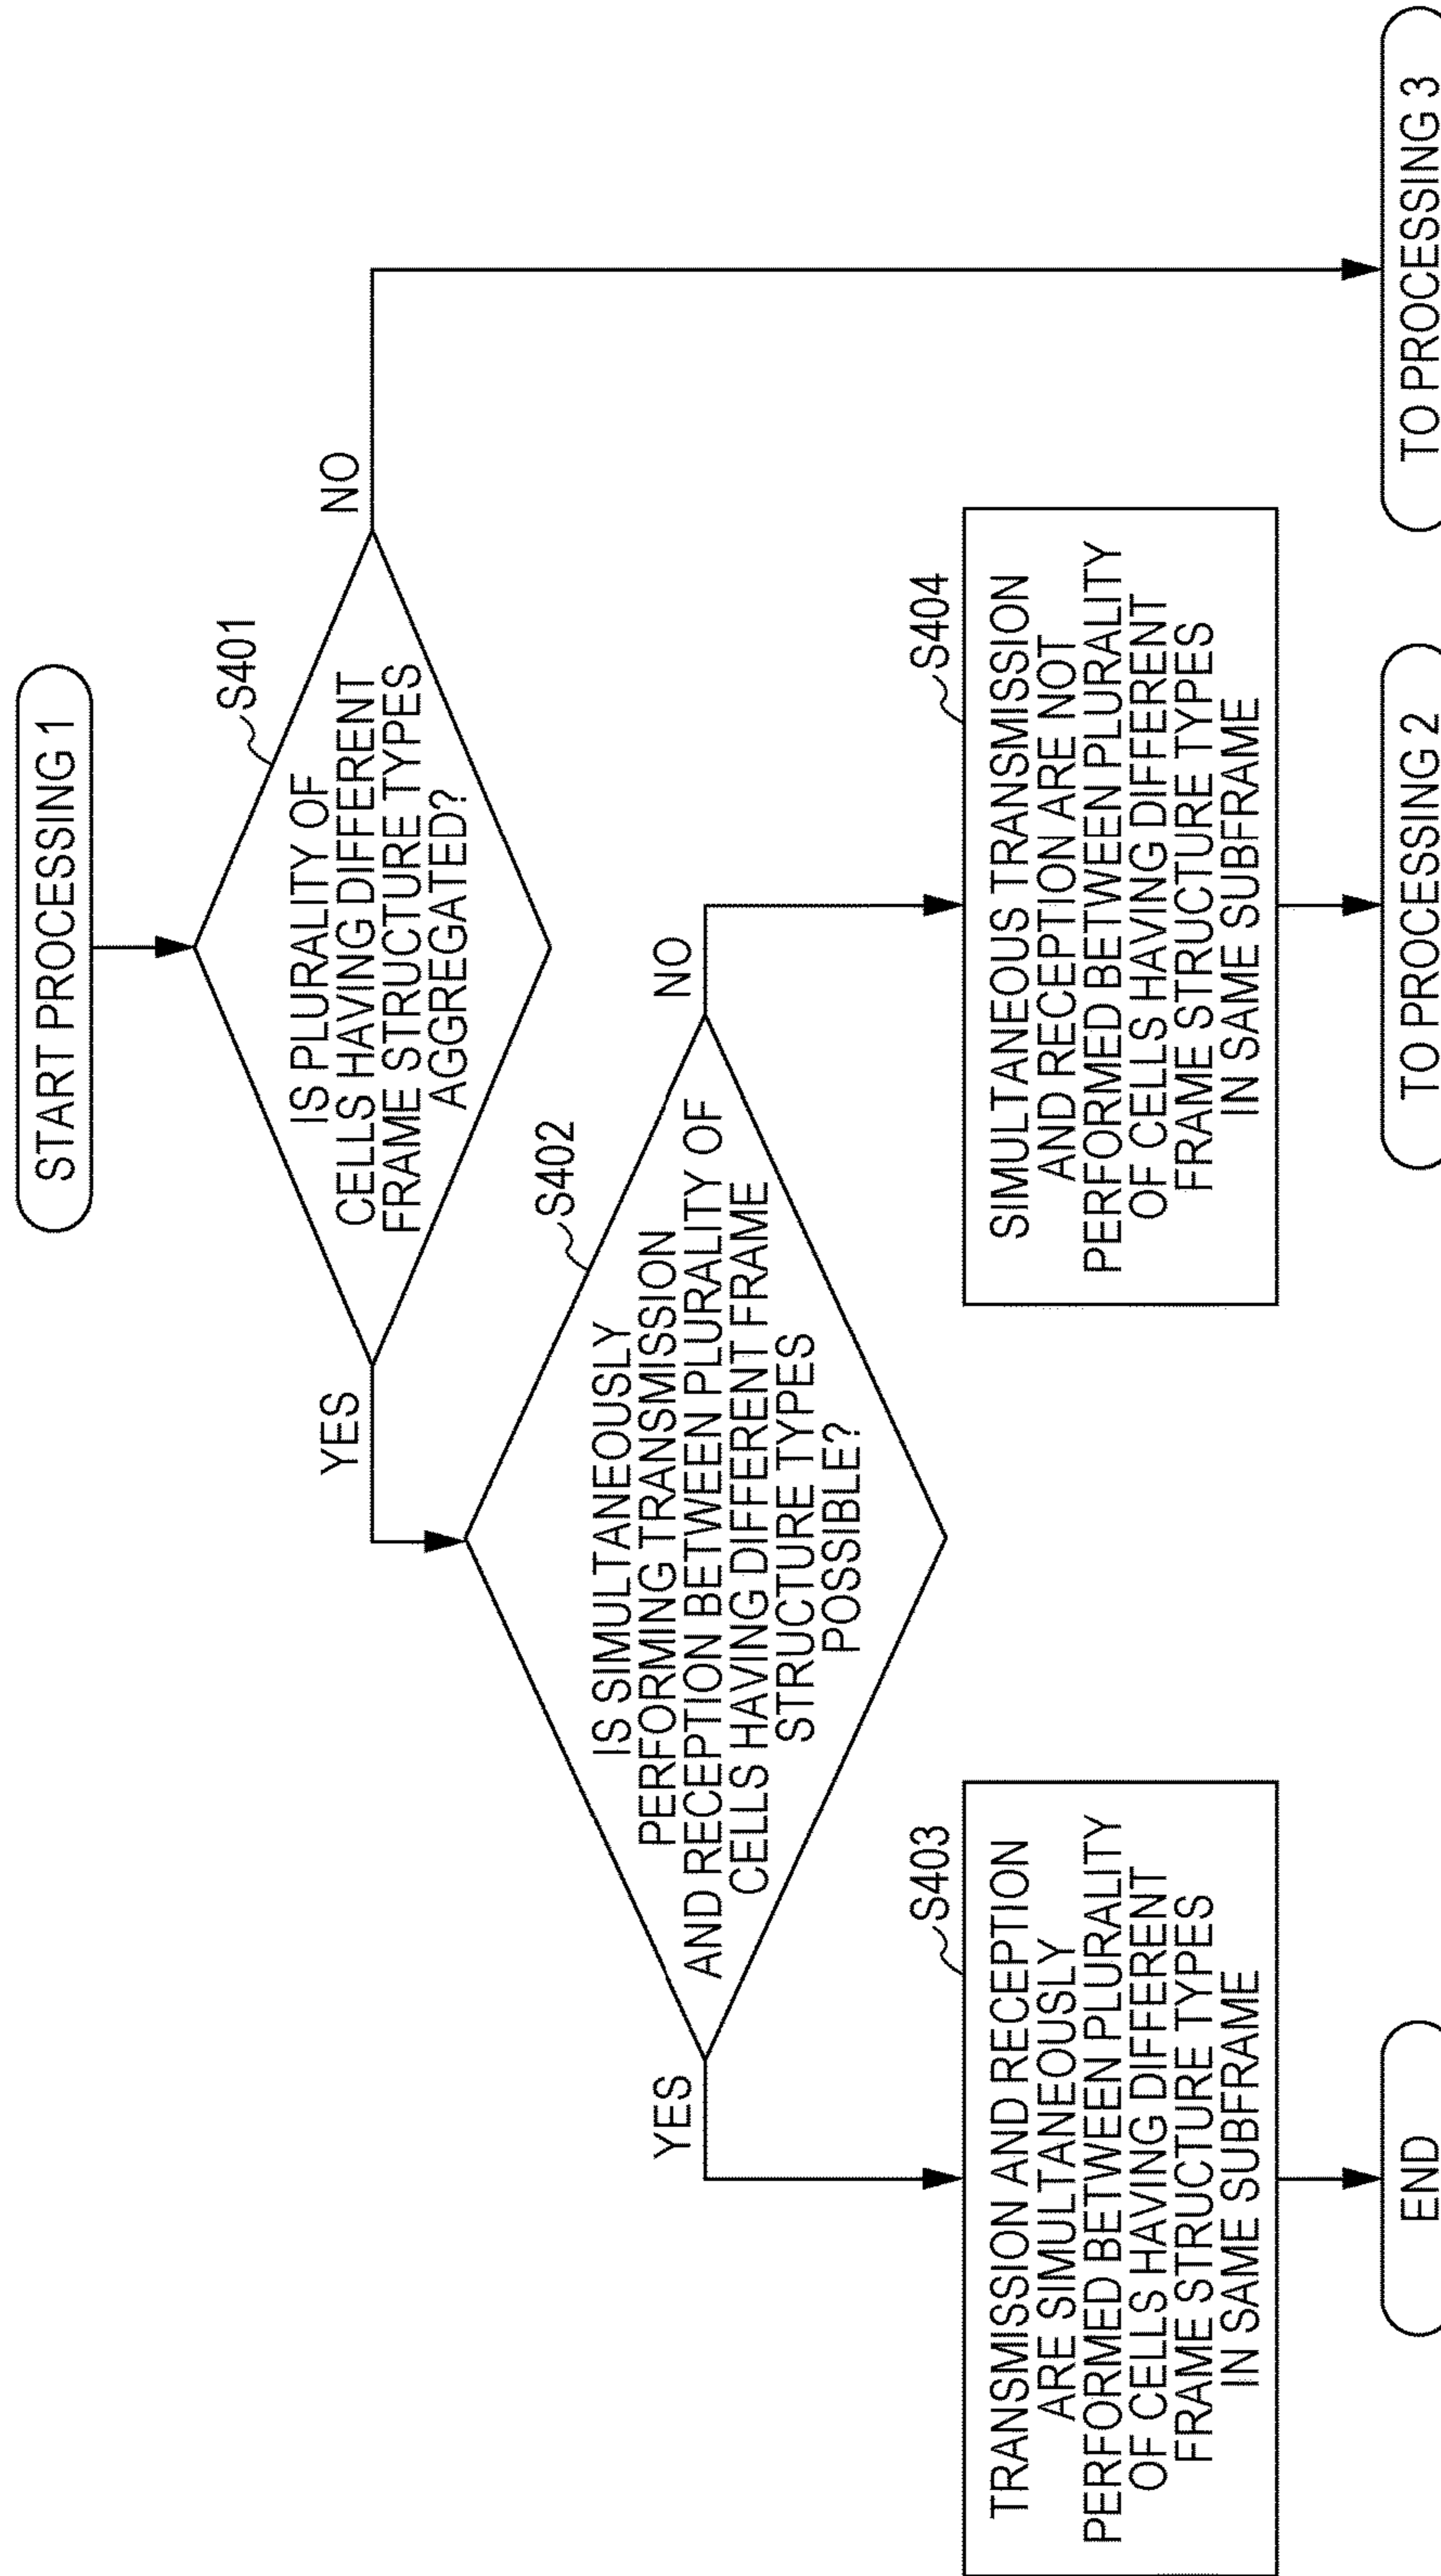 START PROCESSING 1
S401
IS PLURALITY OF
CELLS HAVING DIFFERENT
FRAME STRUCTURE TYPES
AGGREGATED?
YES
NO
S402
IS SIMULTANEOUSLY
PERFORMING TRANSMISSION
AND RECEPTION BETWEEN PLURALITY OF
CELLS HAVING DIFFERENT FRAME
STRUCTURE TYPES
POSSIBLE?
YES
NO
S403
TRANSMISSION AND RECEPTION
ARE SIMULTANEOUSLY
PERFORMED BETWEEN PLURALITY
OF CELLS HAVING DIFFERENT
FRAME STRUCTURE TYPES
IN SAME SUBFRAME
S404
SIMULTANEOUS TRANSMISSION
AND RECEPTION ARE NOT
PERFORMED BETWEEN PLURALITY
OF CELLS HAVING DIFFERENT
FRAME STRUCTURE TYPES
IN SAME SUBFRAME
END
TO PROCESSING 2
TO PROCESSING 3